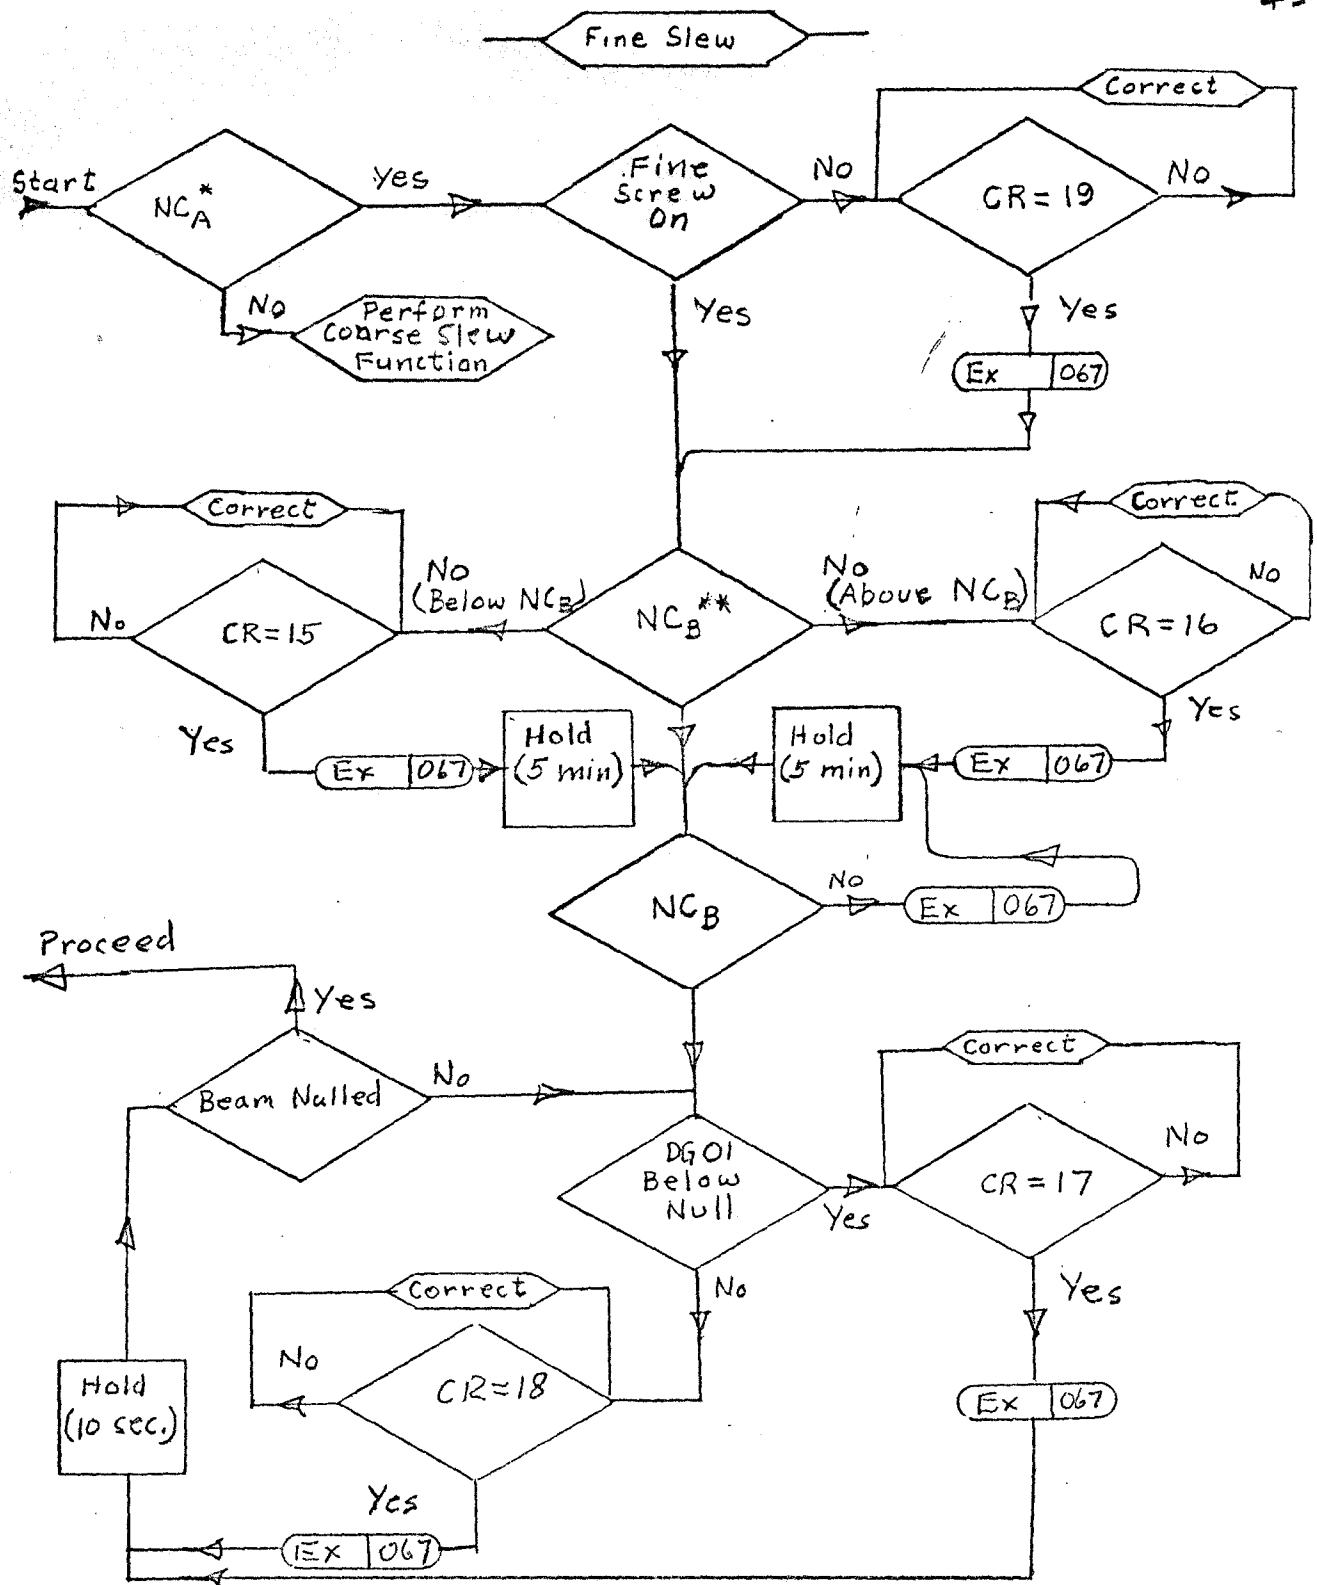 Fine Slew
Correct
Start
NCA*
Yes
Fine
Screw
On
No
CR = 19
No
No
Perform
Coarse Slew
Function
Yes
Yes
Ex 067
Correct
Correct
No
(Below NCB)
NCB**
No
(Above NCB)
No
CR=15
No
CR=16
Yes
Hold
(5 min)
Hold
(5 min)
Yes
Ex 067
Ex 067
NCB
No
Ex 067
Proceed
Yes
Beam Nulled
No
Correct
DG01
Below
Null
Yes
CR=17
No
Correct
No
Yes
No
CR=18
Hold
(10 sec.)
Ex 067
Yes
Ex 067